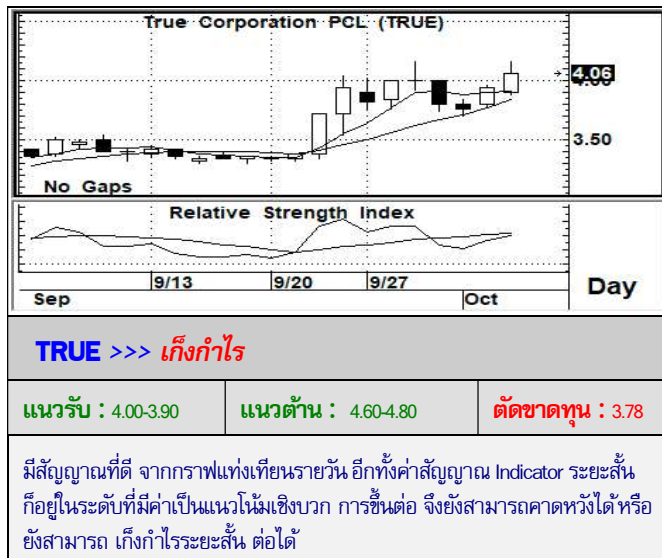 True Corporation PCL (TRUE)
4.06
4.00
3.50
No Gaps
Relative Strength Index
9/13 9/20 9/27
Sep Oct
Day
TRUE >>> เก็งกำไร
แนวรับ : 4.00-3.90 แนวต้าน : 4.60-4.80 ตัดขาดทุน : 3.78
มีสัญญาณที่ดี จากกราฟแท่งเทียนรายวัน อีกทั้งค่าสัญญาณ Indicator ระยะสั้น
ก็อยู่ในระดับที่มีค่าเป็นแนวโน้มเชิงบวก การขึ้นต่อ จึงยังสามารถคาดหวังได้หรือ
ยังสามารถ เก็งกำไรระยะสั้น ต่อได้